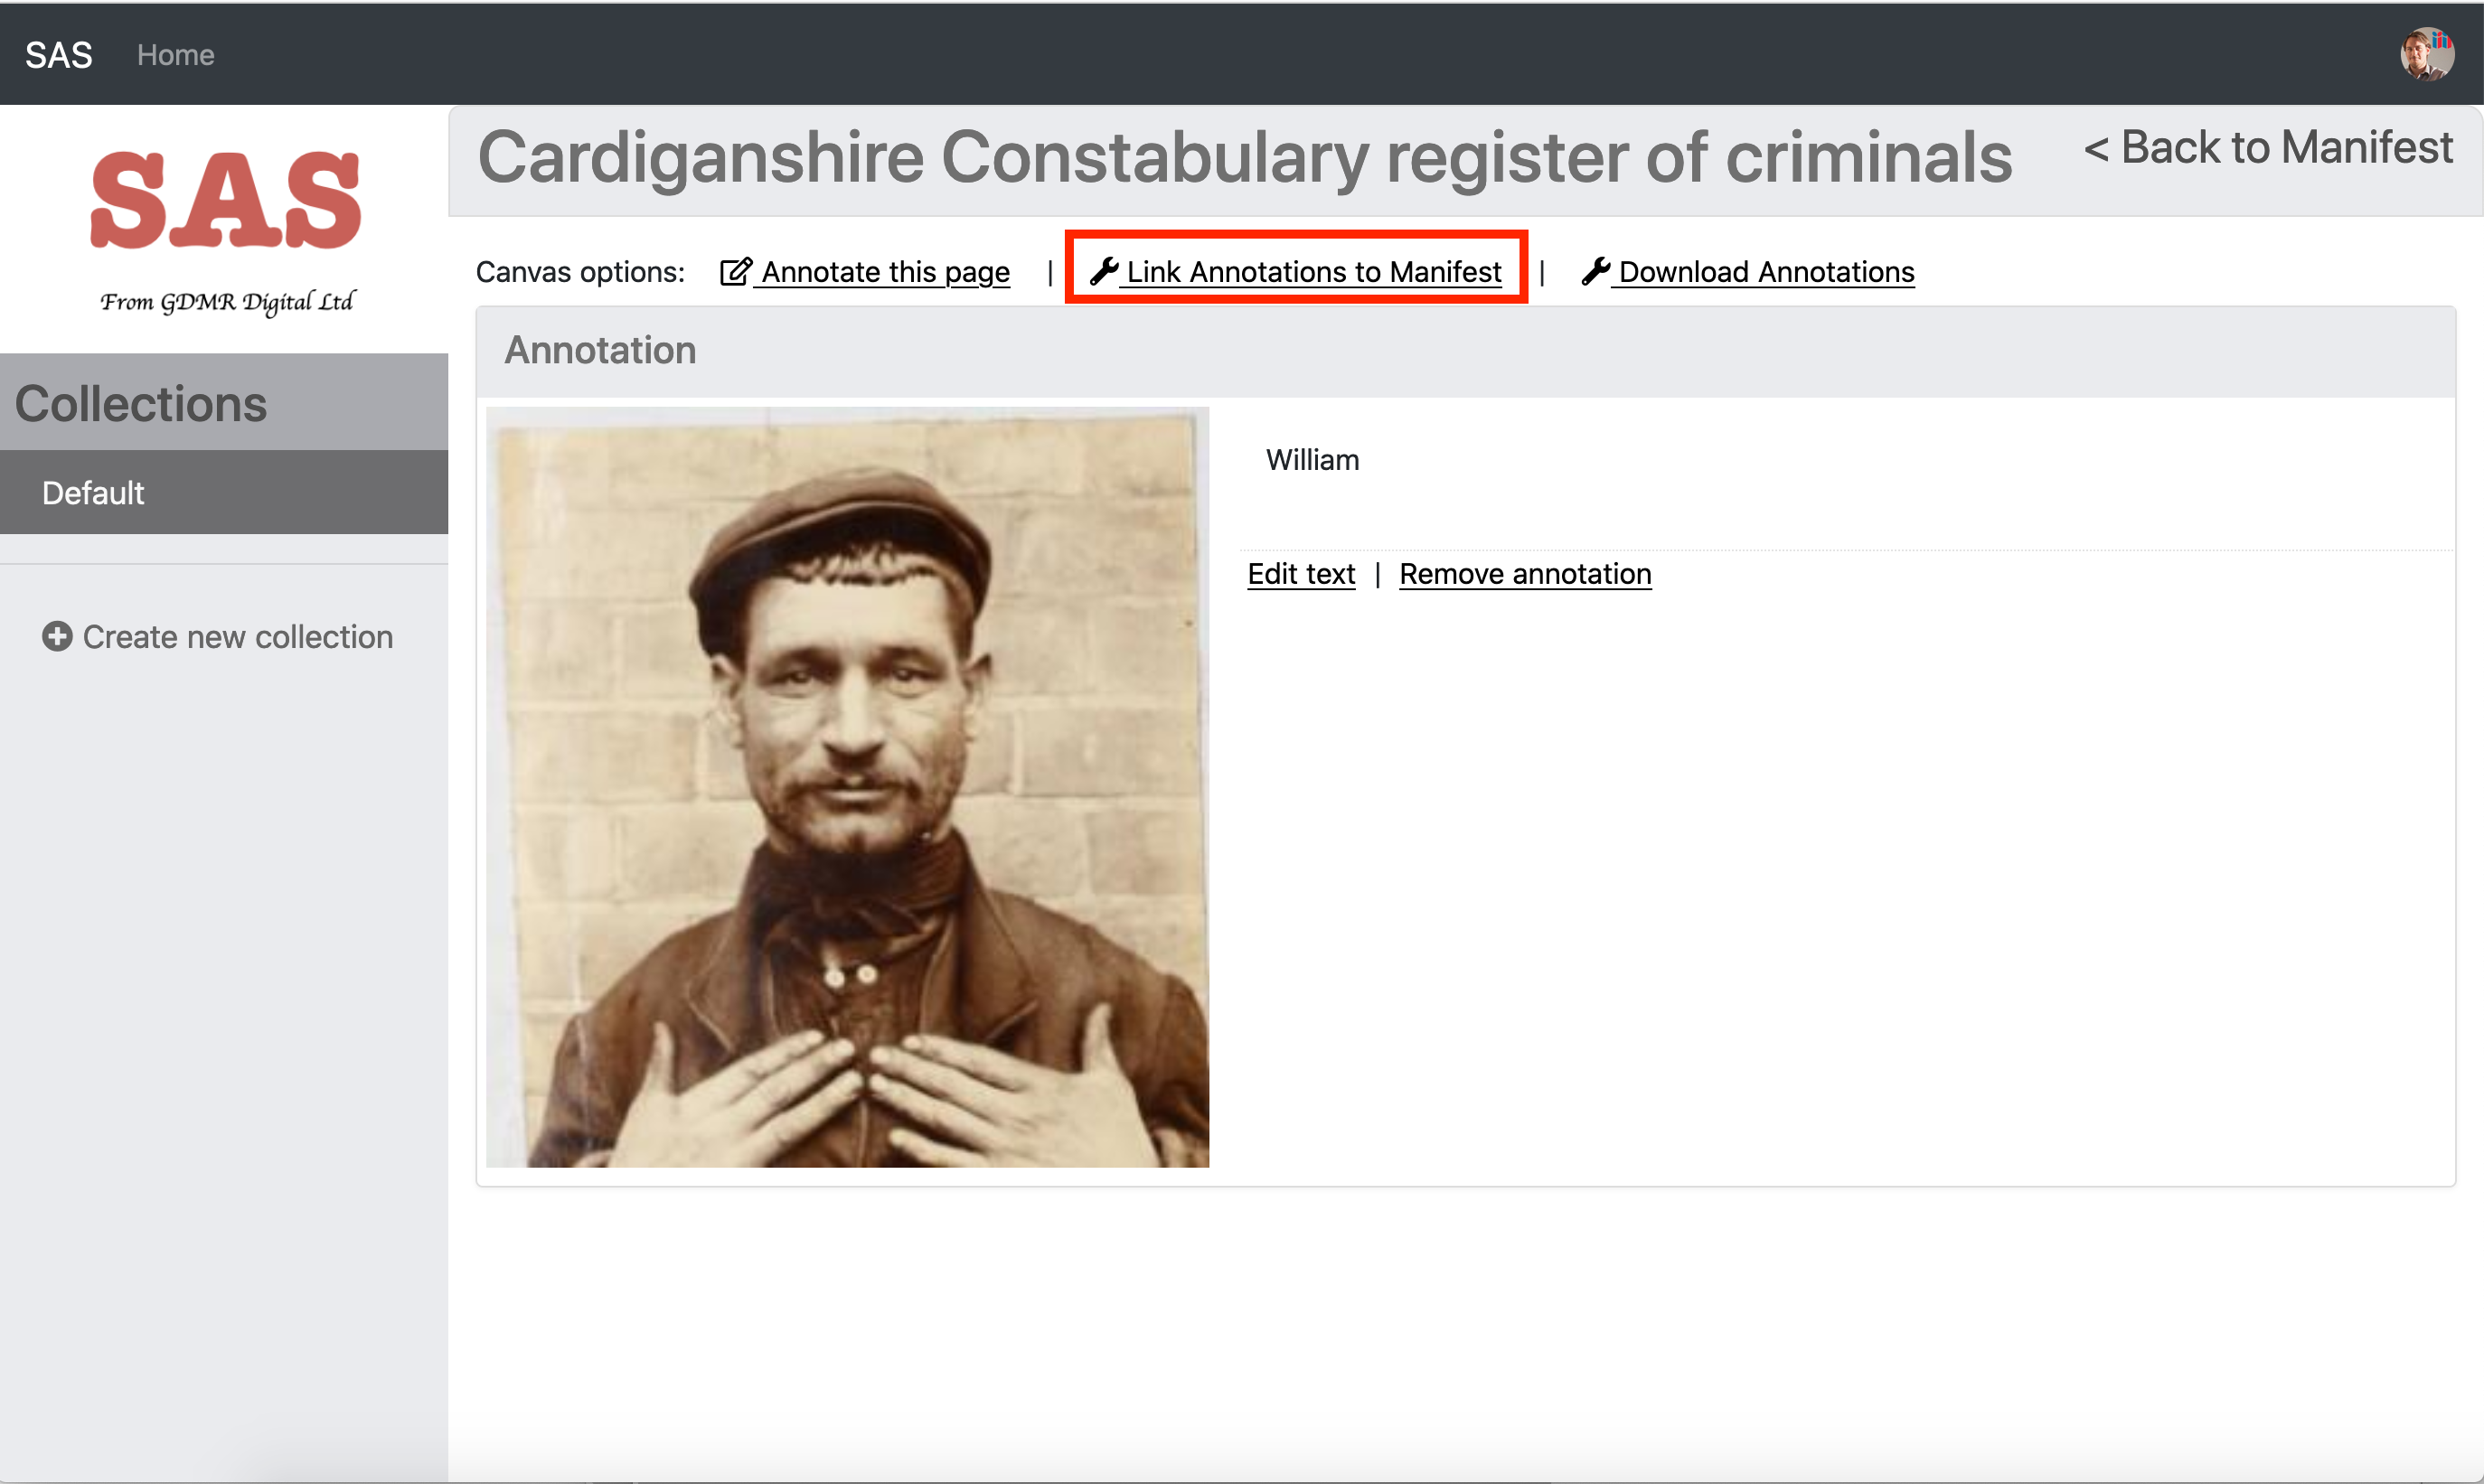 SAS Home
SAS
From GDMR Digital Ltd
Collections
Default
Create new collection
Cardiganshire Constabulary register of criminals < Back to Manifest
Canvas options: Annotate this page | Link Annotations to Manifest | Download Annotations
Annotation
William
Edit text | Remove annotation